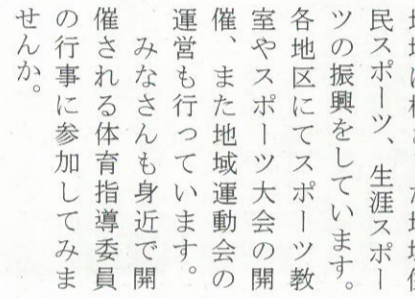 民スポーツ、生涯スポー
ツの振興をしています。
各地区にてスポーツ教
室やスポーツ大会の開
催、また地域運動会の
運営も行っています。
みなさんも身近で開
催される体育指導委員
の行事に参加してみま
せんか。